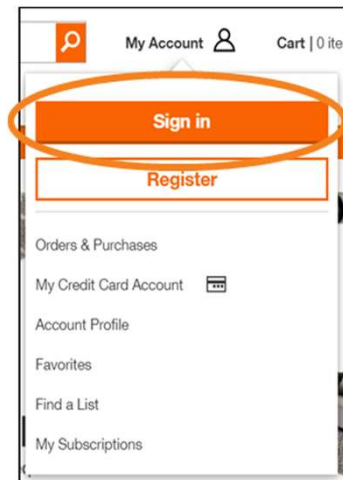 My Account Cart | 0 ite
Sign in
Register
Orders & Purchases
My Credit Card Account
Account Profile
Favorites
Find a List
My Subscriptions